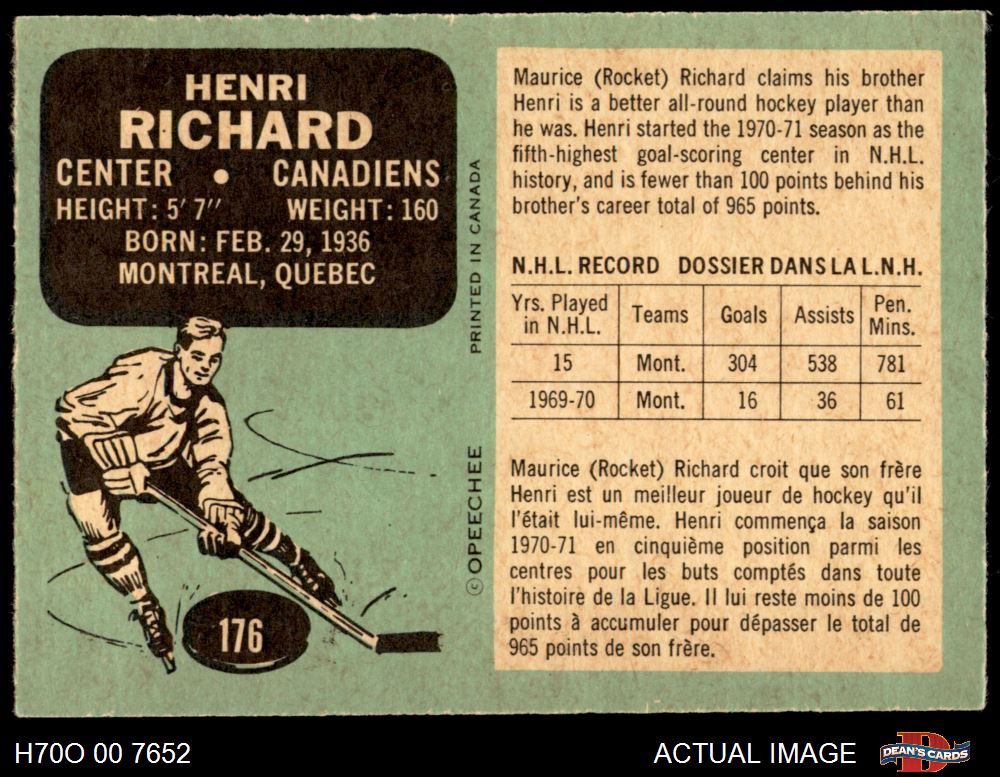 HENRI
RICHARD
CENTER • CANADIENS
HEIGHT: 5' 7" WEIGHT: 160
BORN: FEB. 29, 1936
MONTREAL, QUEBEC
176
©OPEECHEE PRINTED IN CANADA
Maurice (Rocket) Richard claims his brother
Henri is a better all-round hockey player than
he was. Henri started the 1970-71 season as the
fifth-highest goal-scoring center in N.H.L.
history, and is fewer than 100 points behind his
brother's career total of 965 points.
N.H.L. RECORD DOSSIER DANS LA L.N.H.
Yrs. Played in N.H.L. Teams Goals Assists Pen. Mins.
15 Mont. 304 538 781
1969-70 Mont. 16 36 61
Maurice (Rocket) Richard croit que son frère
Henri est un meilleur joueur de hockey qu'il
l'était lui-même. Henri commença la saison
1970-71 en cinquième position parmi les
centres pour les buts comptés dans toute
l'histoire de la Ligue. Il lui reste moins de 100
points à accumuler pour dépasser le total de
965 points de son frère.
H70O 00 7652 ACTUAL IMAGE DEAN'S CARDS